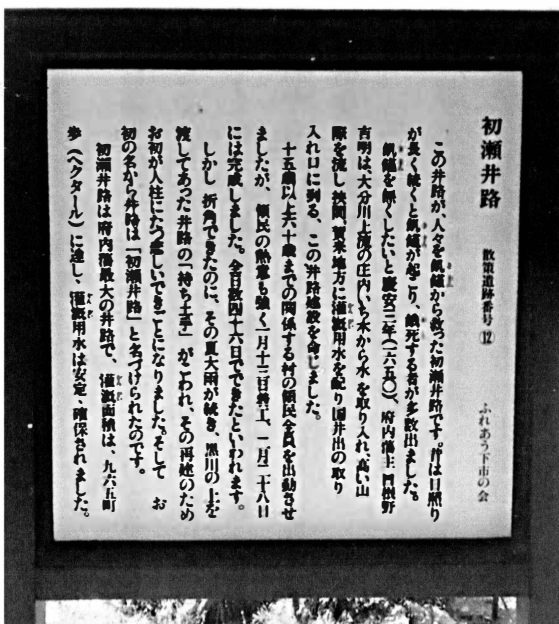 初瀬井路 散策道跡番号⑫ ふれあう下市の会
この井路が、人々を飢饉から救った初瀬井路です。昔は日照り
が長く続くと飢饉が起こり、餓死する者が多数出ました。
飢饉を無くしたいと慶安三年(一六五〇)、府内藩主 日根野
吉明は、大分川上流の庄内いち木から水を取り入れ、高い山
際を流し挾間、賀来地方に灌漑用水を配り国井出の取り
入れ口に到る、この井路建設を命じました。
十五歳以上六十歳までの関係する村の領民全員を出動させ
ましたが、領民の熱意も強く一月十三日着工、二月二十八日
には完成しました。全日数四十六日でできたといわれます。
しかし 折角できたのに、その夏大雨が続き、黒川の上を
渡してあった井路の「持ち土手」がこわれ、その再建のため
お初が人柱にたつ悲しいできごとになりました。そして お
初の名から井路は「初瀬井路」と名づけられたのです。
初瀬井路は府内藩最大の井路で、灌漑面積は、九六五町
歩(ヘクタール)に達し、灌漑用水は安定、確保されました。